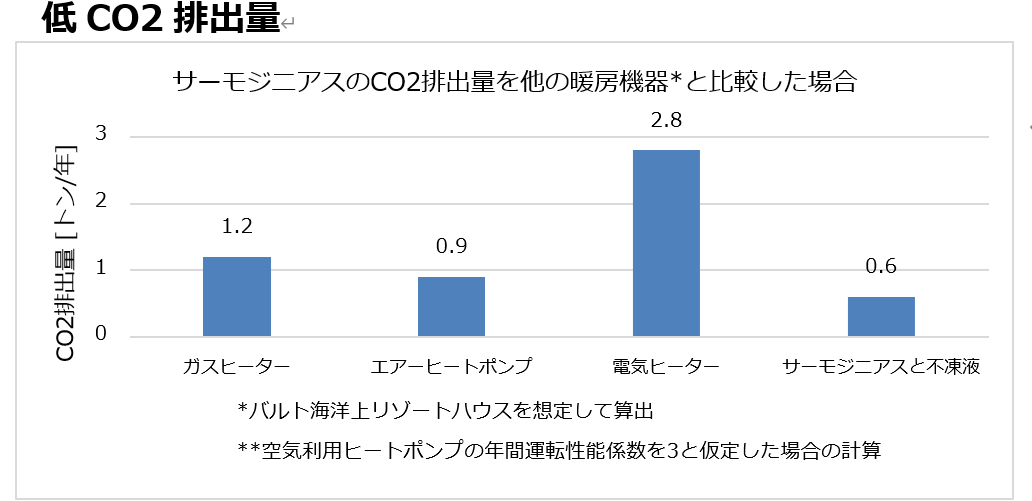 低 CO2 排出量↵
サーモジニアスのCO2排出量を他の暖房機器*と比較した場合
CO2排出量 [トン/年]
3
2
1
0
1.2
0.9
2.8
0.6
ガスヒーター
エアーヒートポンプ
電気ヒーター
サーモジニアスと不凍液
*バルト海洋上リゾートハウスを想定して算出
**空気利用ヒートポンプの年間運転性能係数を3と仮定した場合の計算